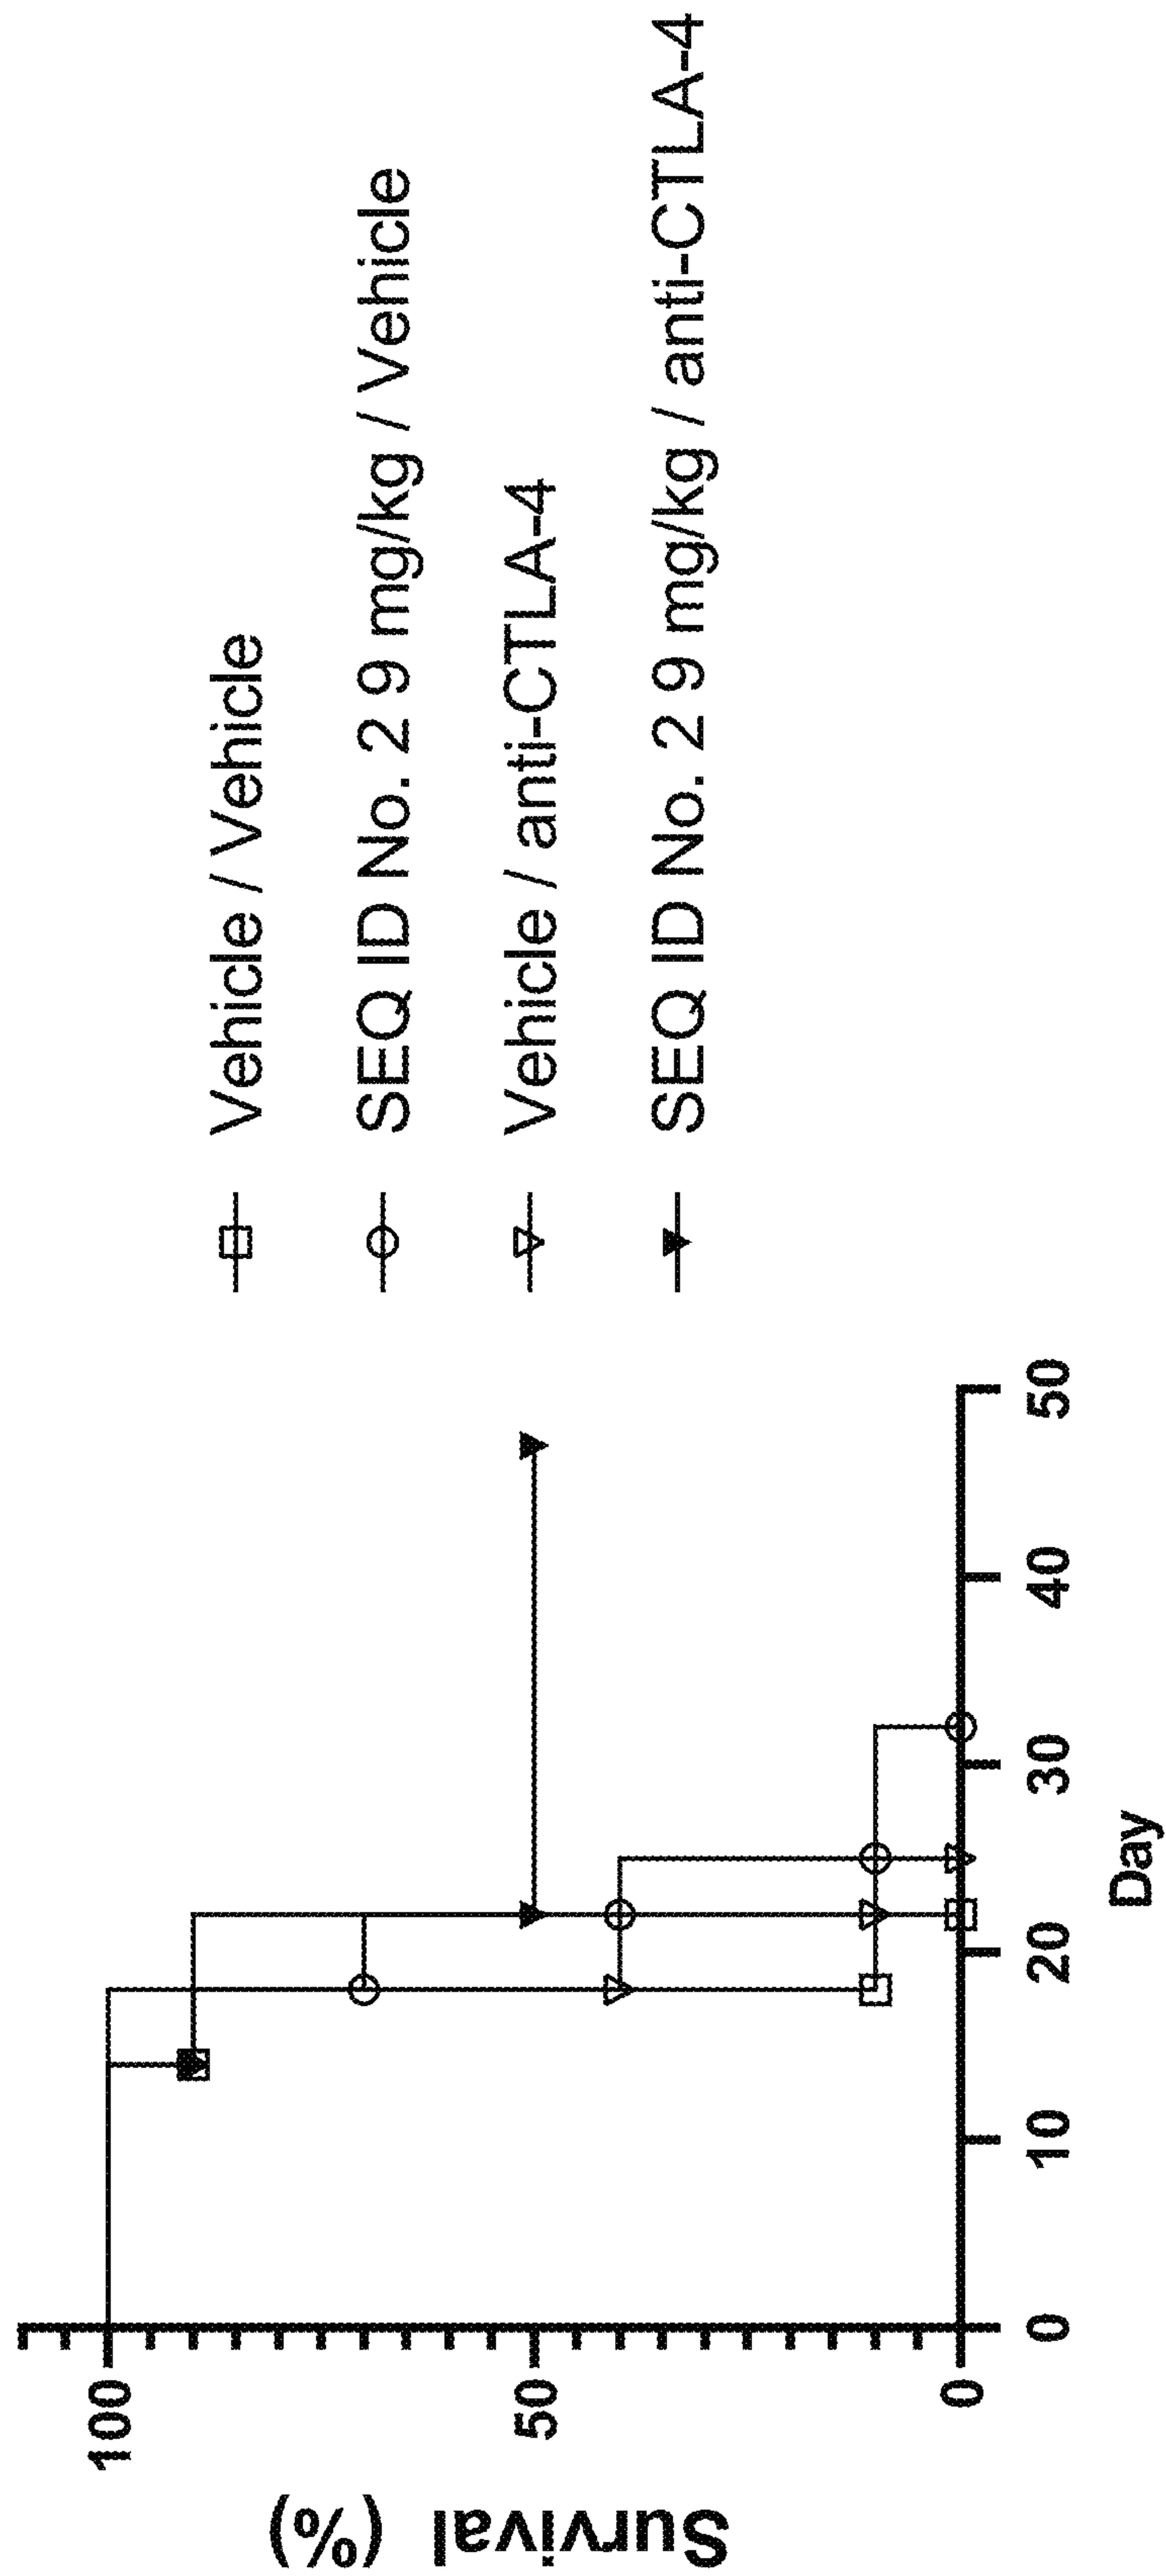 Survival (%)
100
50
0
0
10
20
30
40
50
Day
Vehicle / Vehicle
SEQ ID No. 2 9 mg/kg / Vehicle
Vehicle / anti-CTLA-4
SEQ ID No. 2 9 mg/kg / anti-CTLA-4